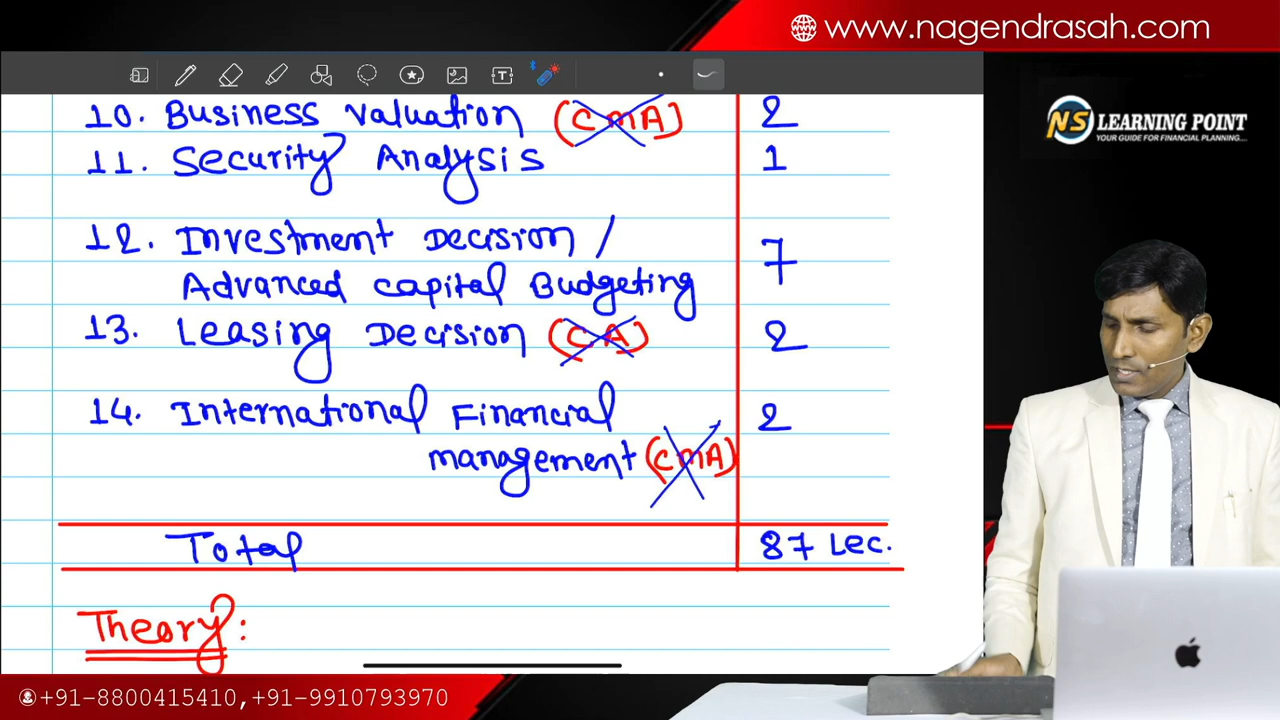 www.nagendrasah.com
NS LEARNING POINT
YOUR GUIDE FOR FINANCIAL PLANNING....
10. Business Valuation (CMA) 2
11. Security Analysis 1
12. Investment Decision / 7
Advanced capital Budgeting
13. Leasing Decision (CA) 2
14. International Financial 2
management (CMA)
Total 87 Lec.
Theory:
+91-8800415410,+91-9910793970